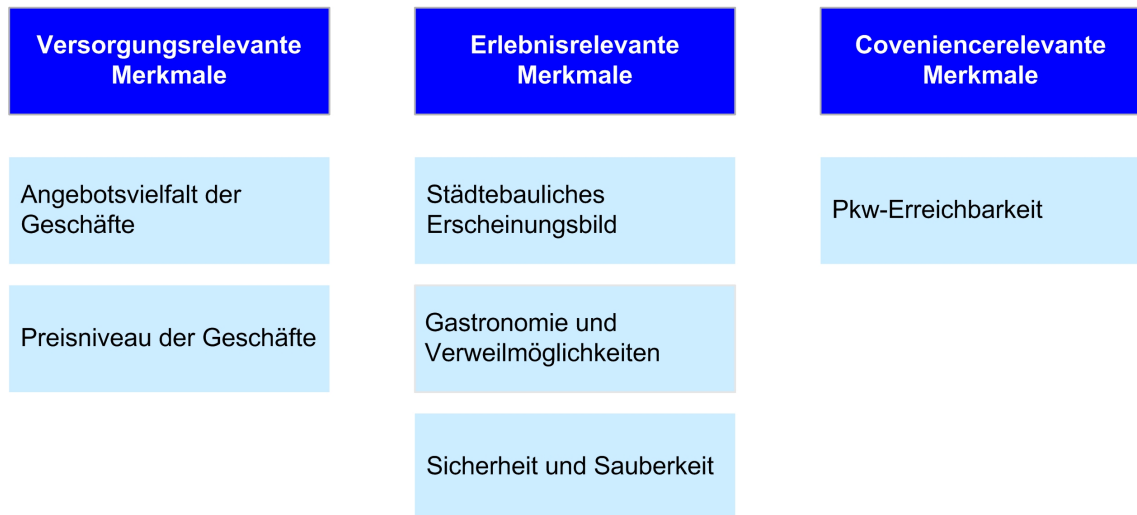 Versorgungsrelevante
Merkmale
Erlebnisrelevante
Merkmale
Coveniencerelevante
Merkmale
Angebotsvielfalt der
Geschäfte
Städtebauliches
Erscheinungsbild
Pkw-Erreichbarkeit
Preisniveau der Geschäfte
Gastronomie und
Verweilmöglichkeiten
Sicherheit und Sauberkeit